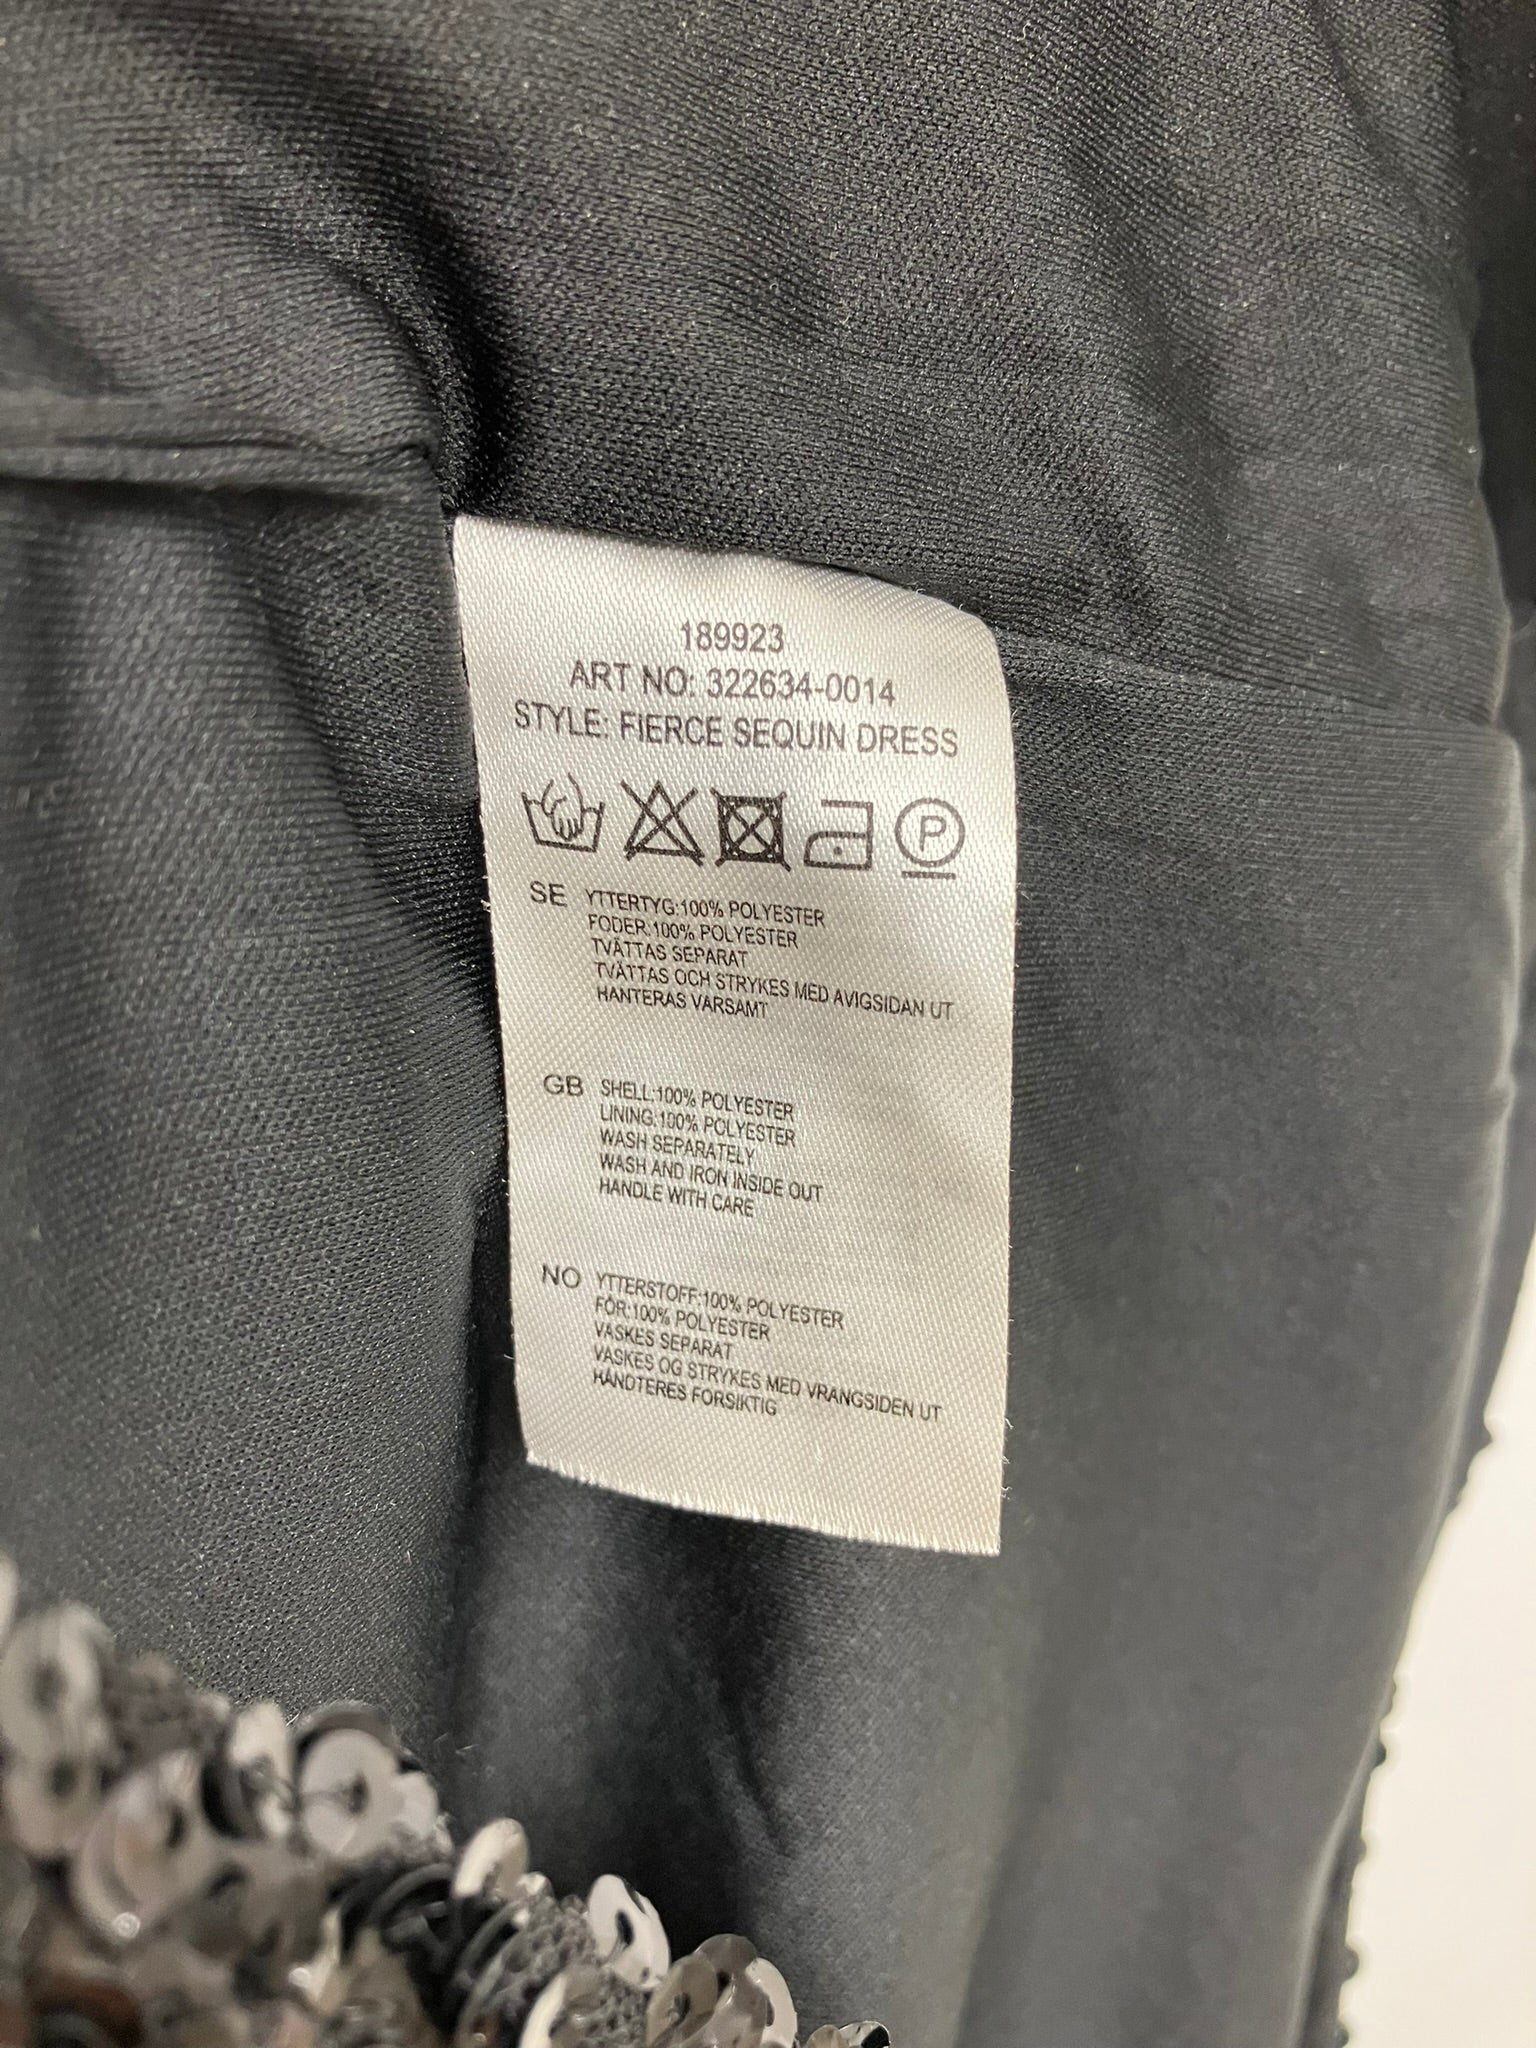 189923
ART NO: 322634-0014
STYLE: FIERCE SEQUIN DRESS
P
SE YTTERTYG:100% POLYESTER
FODER:100% POLYESTER
TVÄTTAS SEPARAT
TVÄTTAS OCH STRYKES MED AVIGSIDAN UT
HANTERAS VARSAMT
GB SHELL:100% POLYESTER
LINING:100% POLYESTER
WASH SEPARATELY
WASH AND IRON INSIDE OUT
HANDLE WITH CARE
NO YTTERSTOFF:100% POLYESTER
FÔR:100% POLYESTER
VASKES SEPARAT
VASKES OG STRYKES MED VRANGSIDEN UT
HÅNDTERES FORSIKTIG